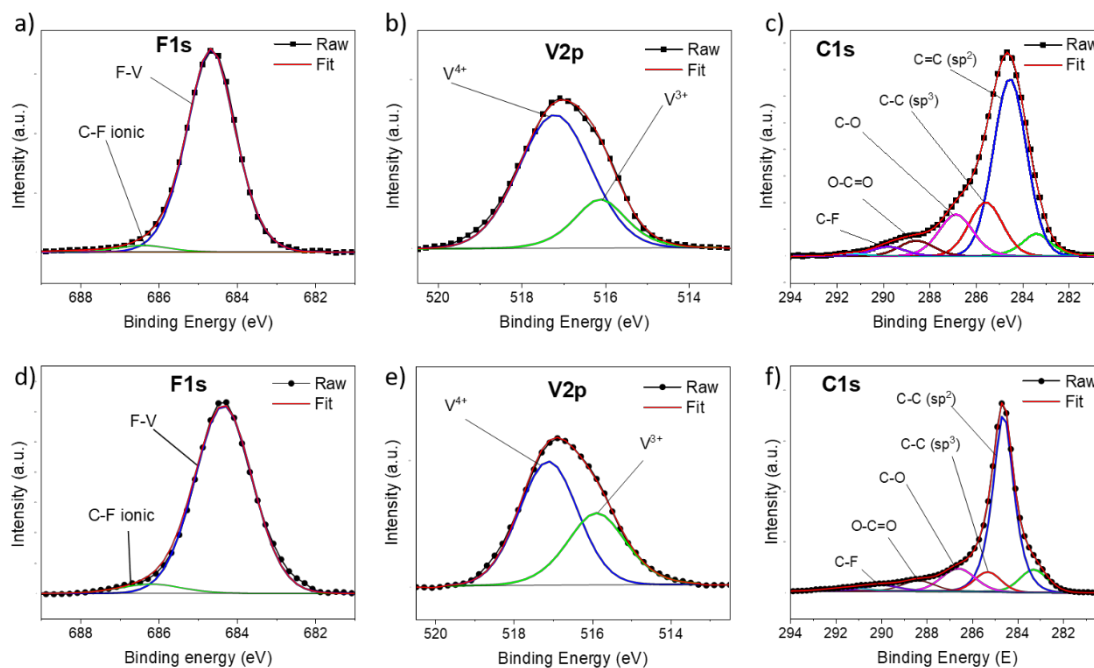 a)
F1s
Raw
Fit
F-V
C-F ionic
Intensity (a.u.)
688 686 684 682
Binding Energy (eV)
b)
V2p
Raw
Fit
V⁴⁺
V³⁺
Intensity (a.u.)
520 518 516 513
Binding Energy (eV)
c)
C1s
Raw
Fit
C=C (sp²)
C-C (sp³)
C-O
O-C=O
C-F
Intensity (a.u.)
294 292 290 288 286 284 282
Binding Energy (eV)
d)
F1s
Raw
Fit
F-V
C-F ionic
Intensity (a.u.)
688 686 684 682
Binding energy (eV)
e)
V2p
Raw
Fit
V⁴⁺
V³⁺
Intensity (a.u.)
520 518 516 514
Binding Energy (eV)
f)
C1s
Raw
Fit
C-C (sp²)
C-C (sp³)
C-O
O-C=O
C-F
Intensity (a.u.)
294 292 290 288 286 284 282
Binding Energy (E)